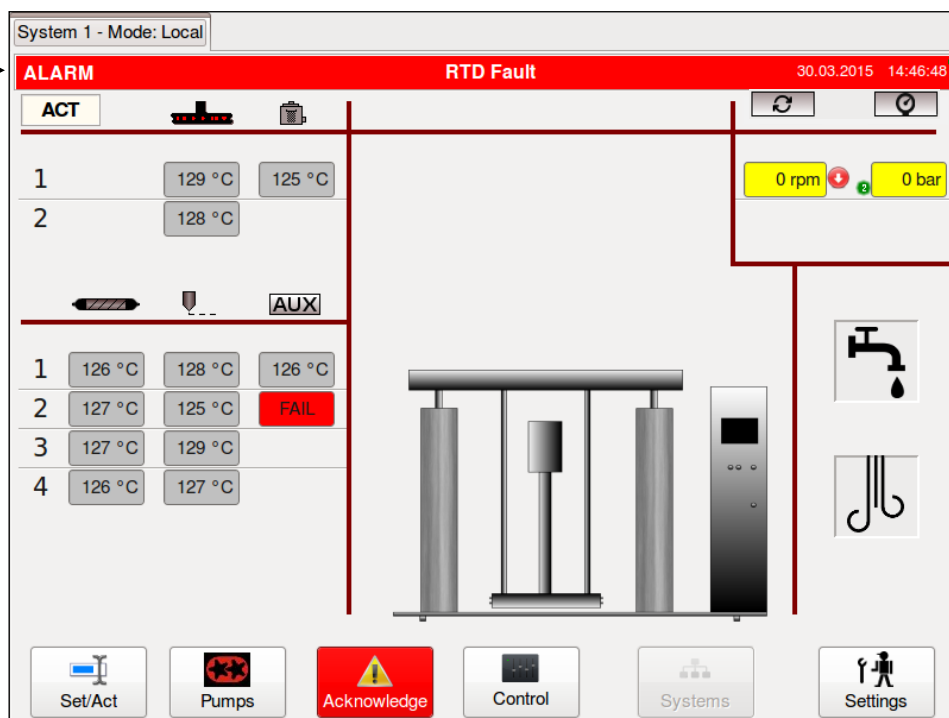 System 1 - Mode: Local
ALARM RTD Fault 30.03.2015 14:46:48
ACT
1 129 °C 125 °C 0 rpm 2 0 bar
2 128 °C
AUX
1 126 °C 128 °C 126 °C
2 127 °C 125 °C FAIL
3 127 °C 129 °C
4 126 °C 127 °C
Set/Act Pumps Acknowledge Control Systems Settings